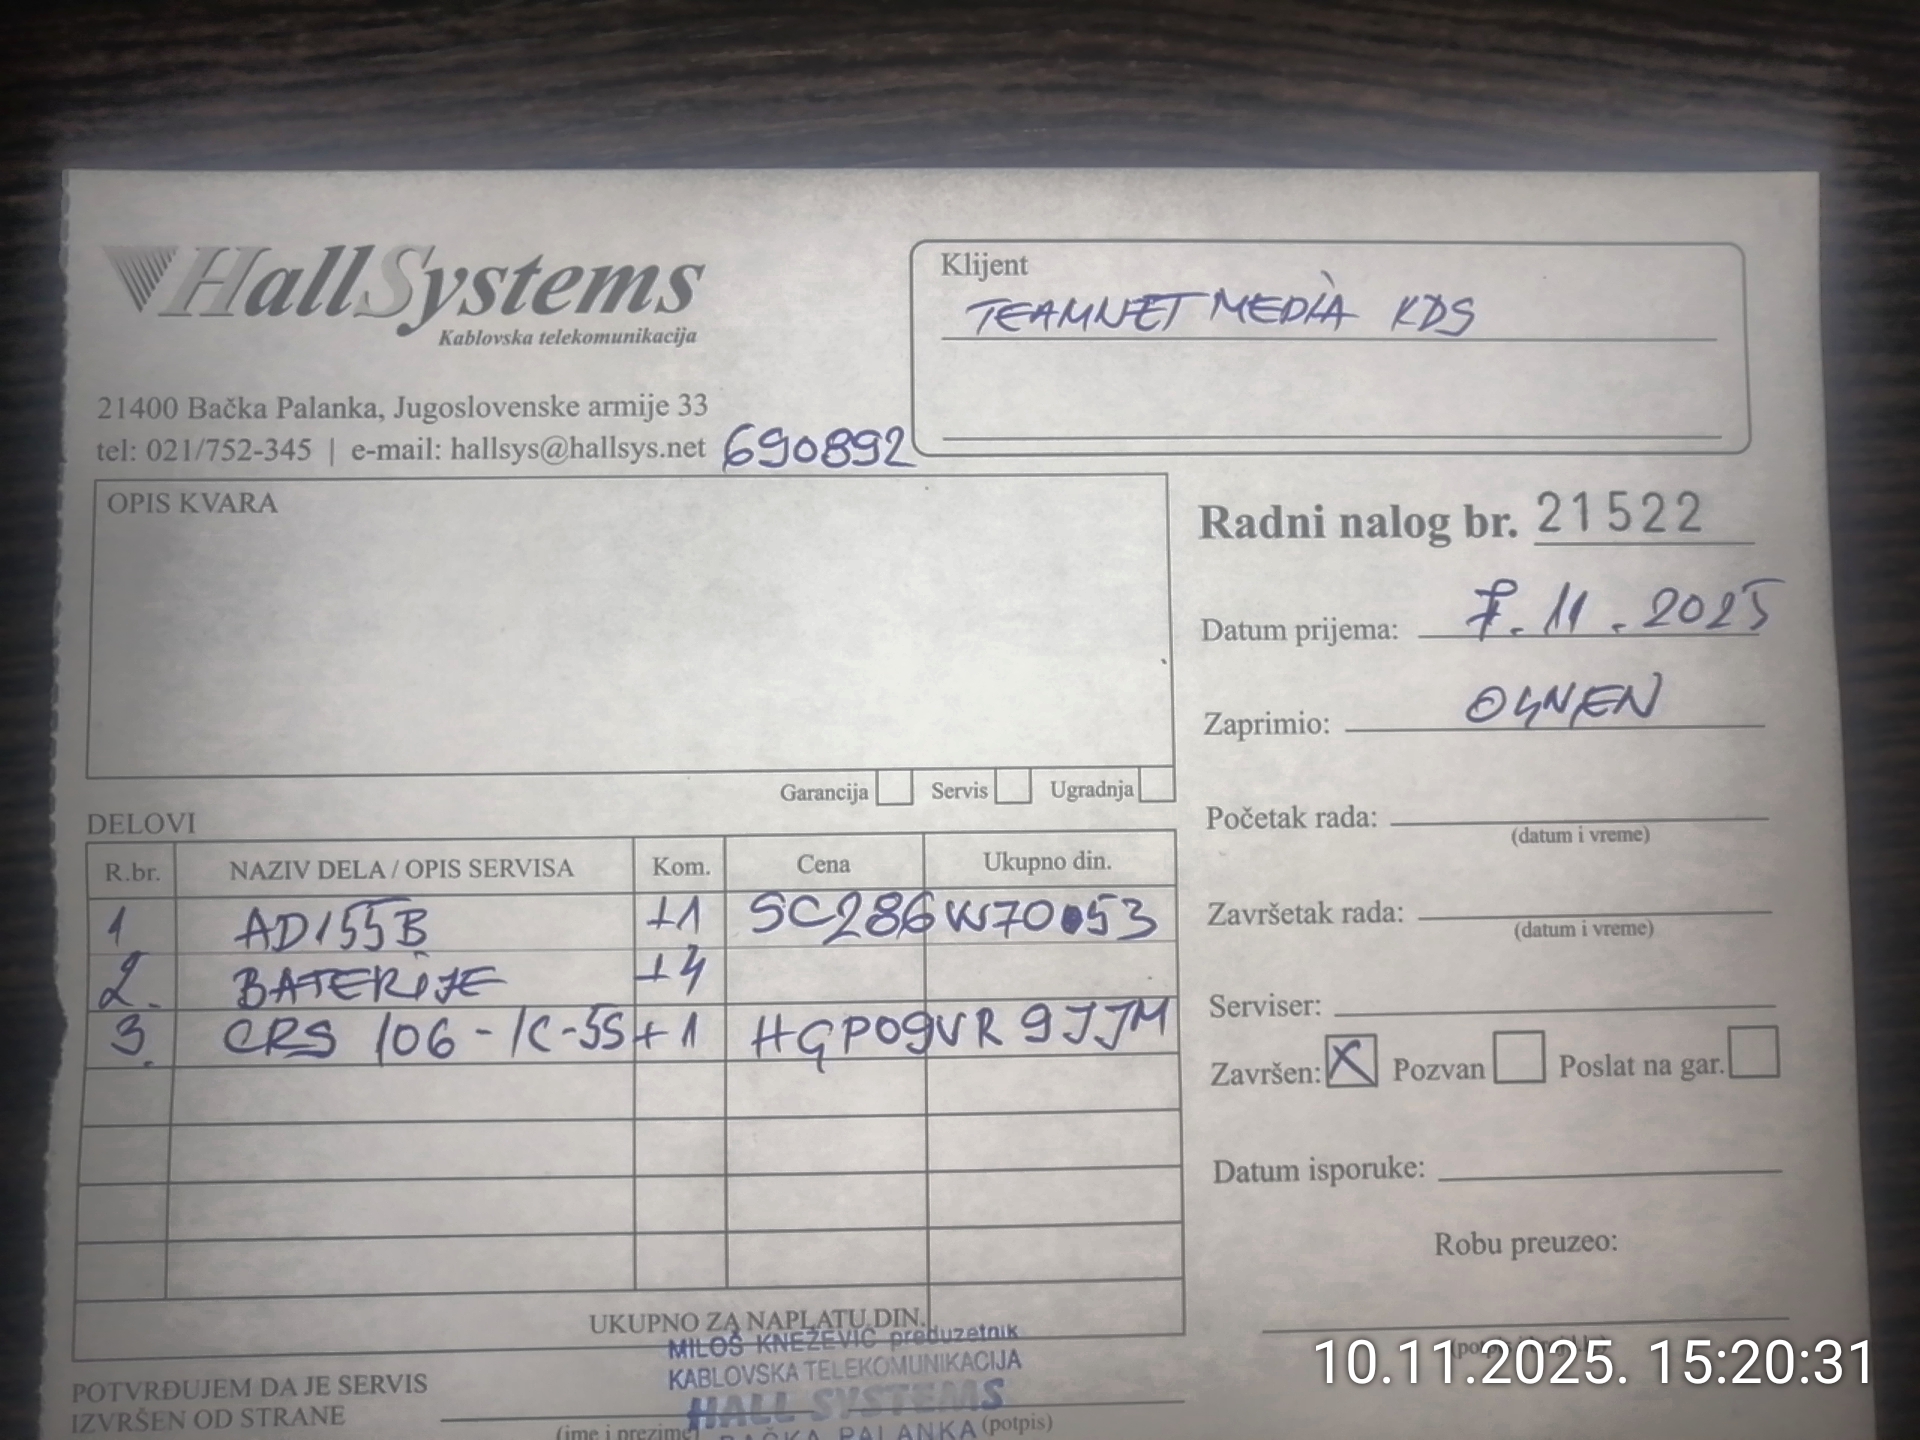 HallSystems
Kablovska telekomunikacija
21400 Bačka Palanka, Jugoslovenske armije 33
tel: 021/752-345 | e-mail: hallsys@hallsys.net 690892
Klijent
TEAMNET MEDIA KDS
OPIS KVARA
Garancija Servis Ugradnja
Radni nalog br. 21522
Datum prijema: 7.11.2025
Zaprimio: OGNJEN
Početak rada:
(datum i vreme)
Završetak rada:
(datum i vreme)
Serviser:
Završen: X Pozvan Poslat na gar.
Datum isporuke:
Robu preuzeo:
DELOVI
R.br. NAZIV DELA / OPIS SERVISA Kom. Cena Ukupno din.
1 AD155B +1 SC286W70053
2. BATERIJE +4
3. CRS 106-1C-5S +1 HGP09VR9JJM
UKUPNO ZA NAPLATU DIN.
MILOŠ KNEŽEVIĆ preduzetnik
KABLOVSKA TELEKOMUNIKACIJA
HALL SYSTEMS
BAČKA PALANKA
POTVRĐUJEM DA JE SERVIS
IZVRŠEN OD STRANE
(ime i prezime) (potpis)
10.11.2025. 15:20:31